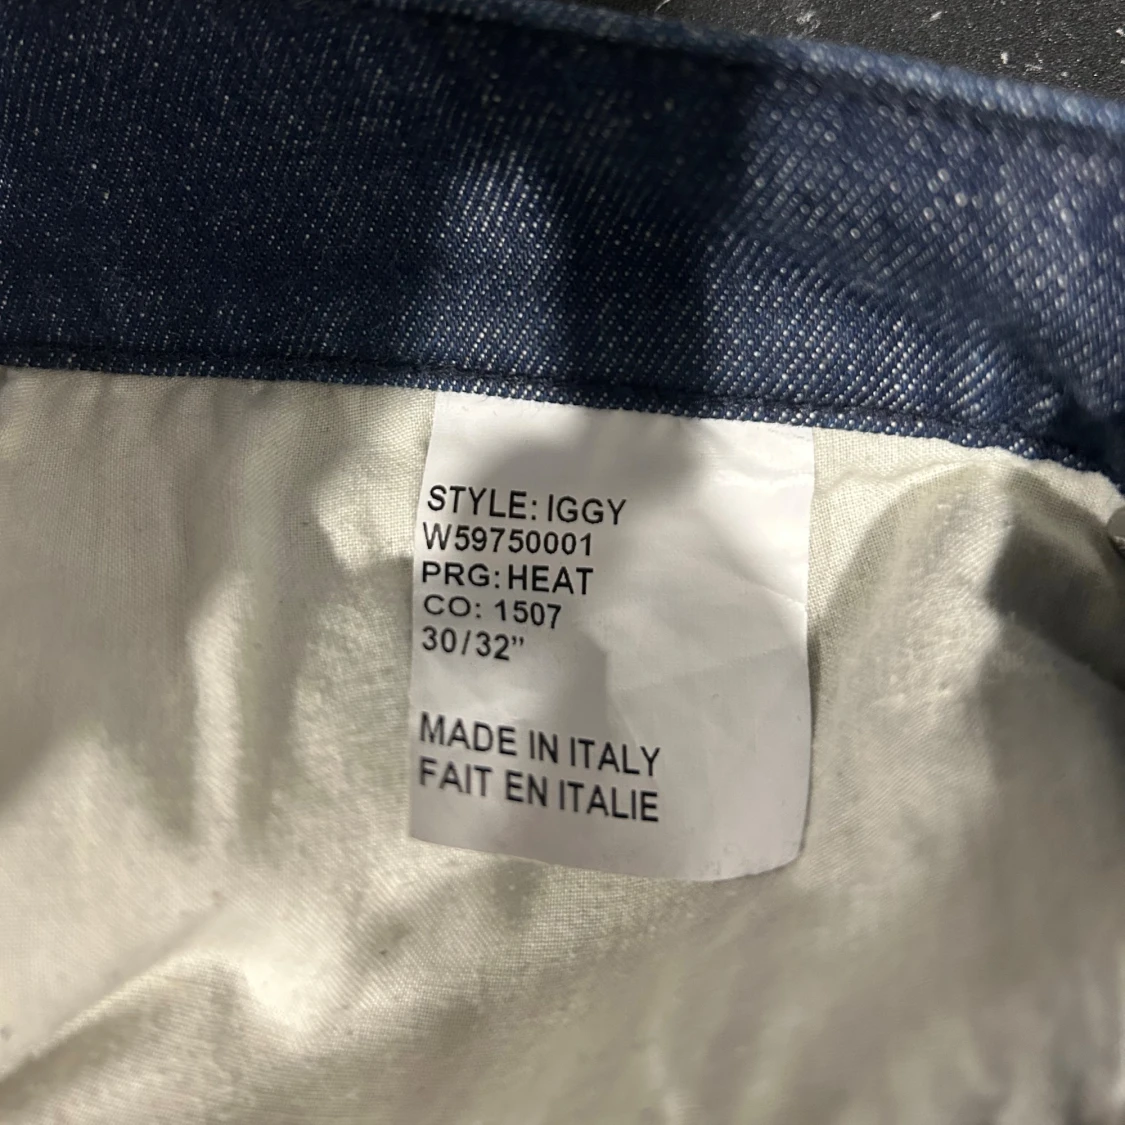 STYLE: IGGY
W59750001
PRG: HEAT
CO: 1507
30/32”
MADE IN ITALY
FAIT EN ITALIE